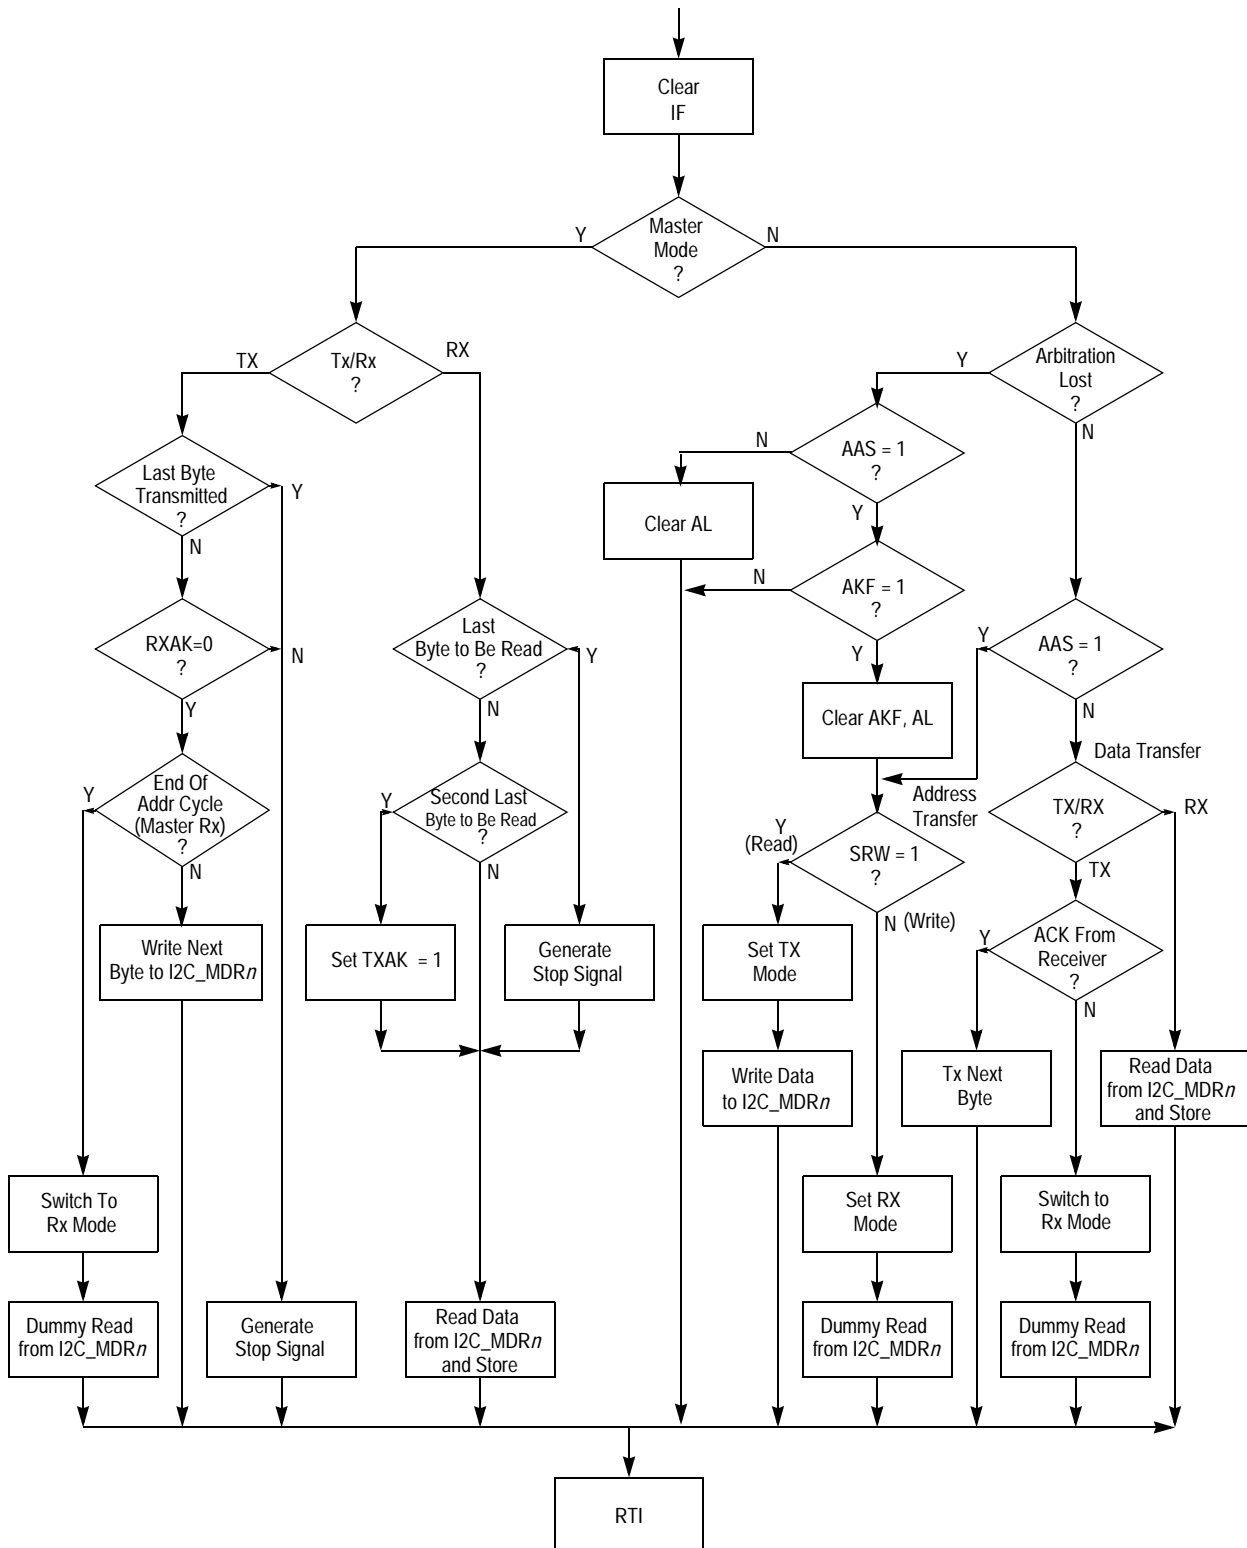 Clear
IF
Master
Mode
?
Y
N
Tx/Rx
?
TX
RX
Arbitration
Lost
?
Y
N
Last Byte
Transmitted
?
Y
N
AAS = 1
?
N
Y
Clear AL
AKF = 1
?
N
Y
RXAK=0
?
N
Y
Last
Byte to Be Read
?
Y
N
AAS = 1
?
Y
N
Clear AKF, AL
Data Transfer
Address
Transfer
End Of
Addr Cycle
(Master Rx)
?
Y
N
Second Last
Byte to Be Read
?
Y
N
TX/RX
?
RX
TX
Y
(Read)
SRW = 1
?
N (Write)
Write Next
Byte to I2C_MDRn
Set TXAK = 1
Generate
Stop Signal
Set TX
Mode
ACK From
Receiver
?
Y
N
Write Data
to I2C_MDRn
Tx Next
Byte
Read Data
from I2C_MDRn
and Store
Switch To
Rx Mode
Set RX
Mode
Switch to
Rx Mode
Dummy Read
from I2C_MDRn
Generate
Stop Signal
Read Data
from I2C_MDRn
and Store
Dummy Read
from I2C_MDRn
Dummy Read
from I2C_MDRn
RTI